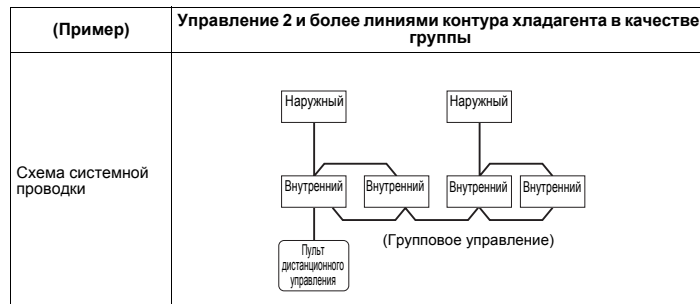 (Пример)
Управление 2 и более линиями контура хладагента в качестве
группы
Схема системной
проводки
Наружный
Наружный
Внутренний
Внутренний
Внутренний
Внутренний
Пульт
дистанционного
управления
(Групповое управление)